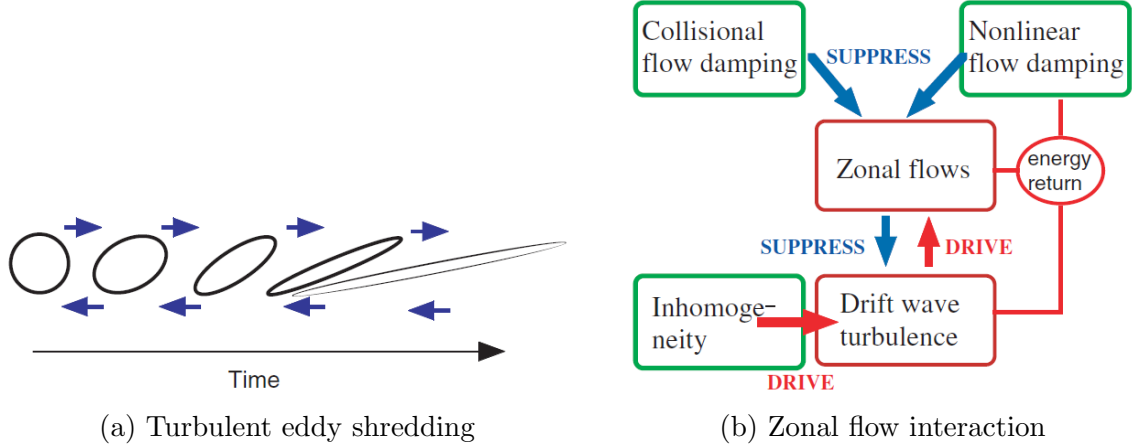 Time
(a) Turbulent eddy shredding
Collisional
flow damping
SUPPRESS
Nonlinear
flow damping
Zonal flows
energy
return
SUPPRESS
DRIVE
Inhomoge-
neity
Drift wave
turbulence
DRIVE
(b) Zonal flow interaction